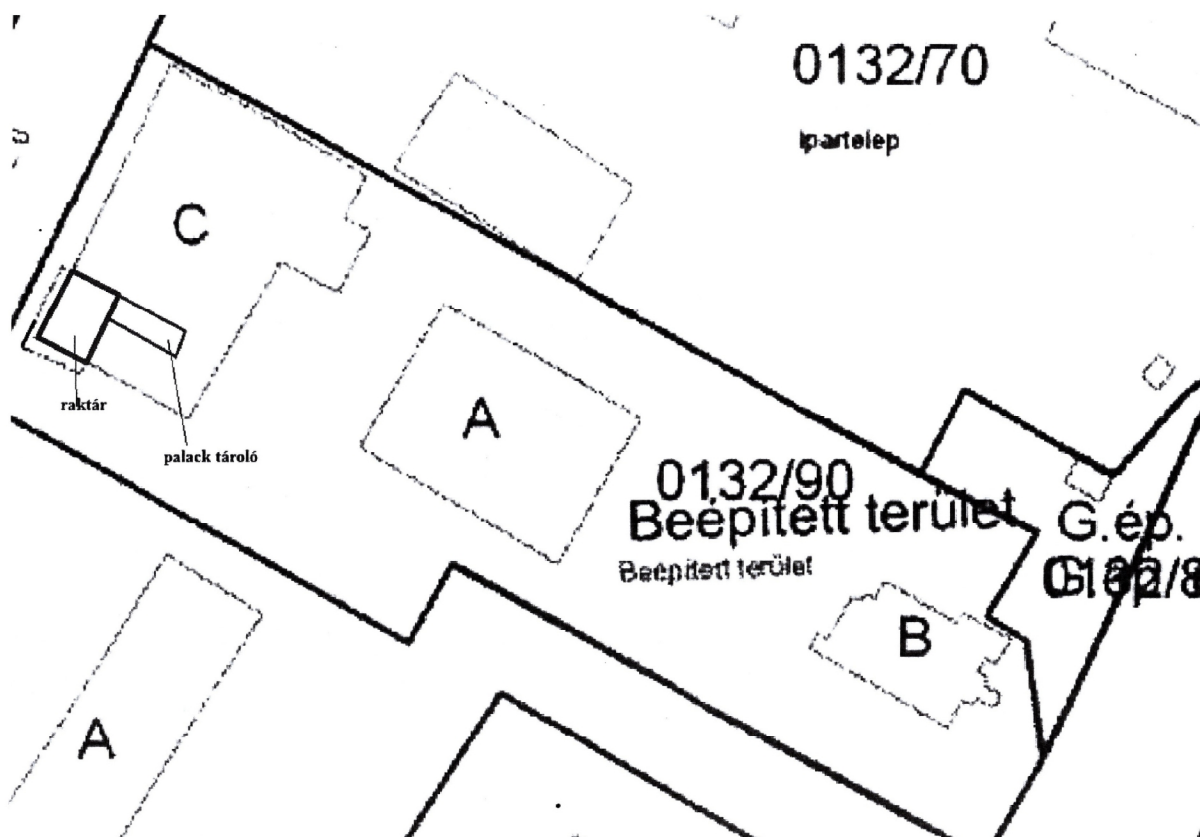 0132/70
Ipartelep
C
raktár
palack tároló
A
0132/90
Beépített terület
Beépített terület
G.ép.
B
A